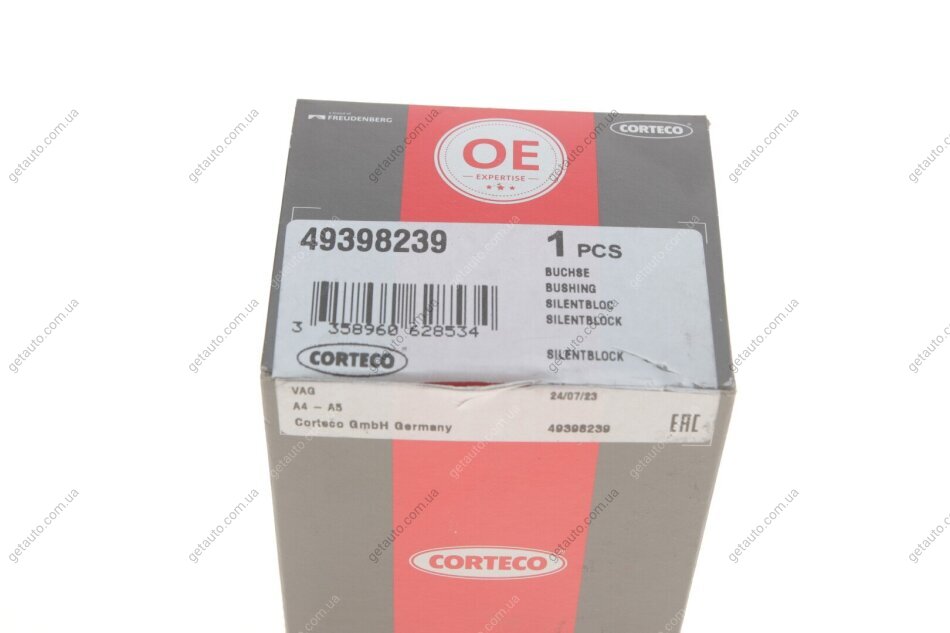 FREUDENBERG
OE
EXPERTISE
CORTECO
49398239
1 PCS
BUCHSE
BUSHING
SILENTBLOC
SILENTBLOCK
SILENTBLOCK
3 358960 628534
CORTECO
VAG
24/07/23
A4 - A5
Corteco GmbH Germany
49398239
EAC
CORTECO
getauto.com.ua